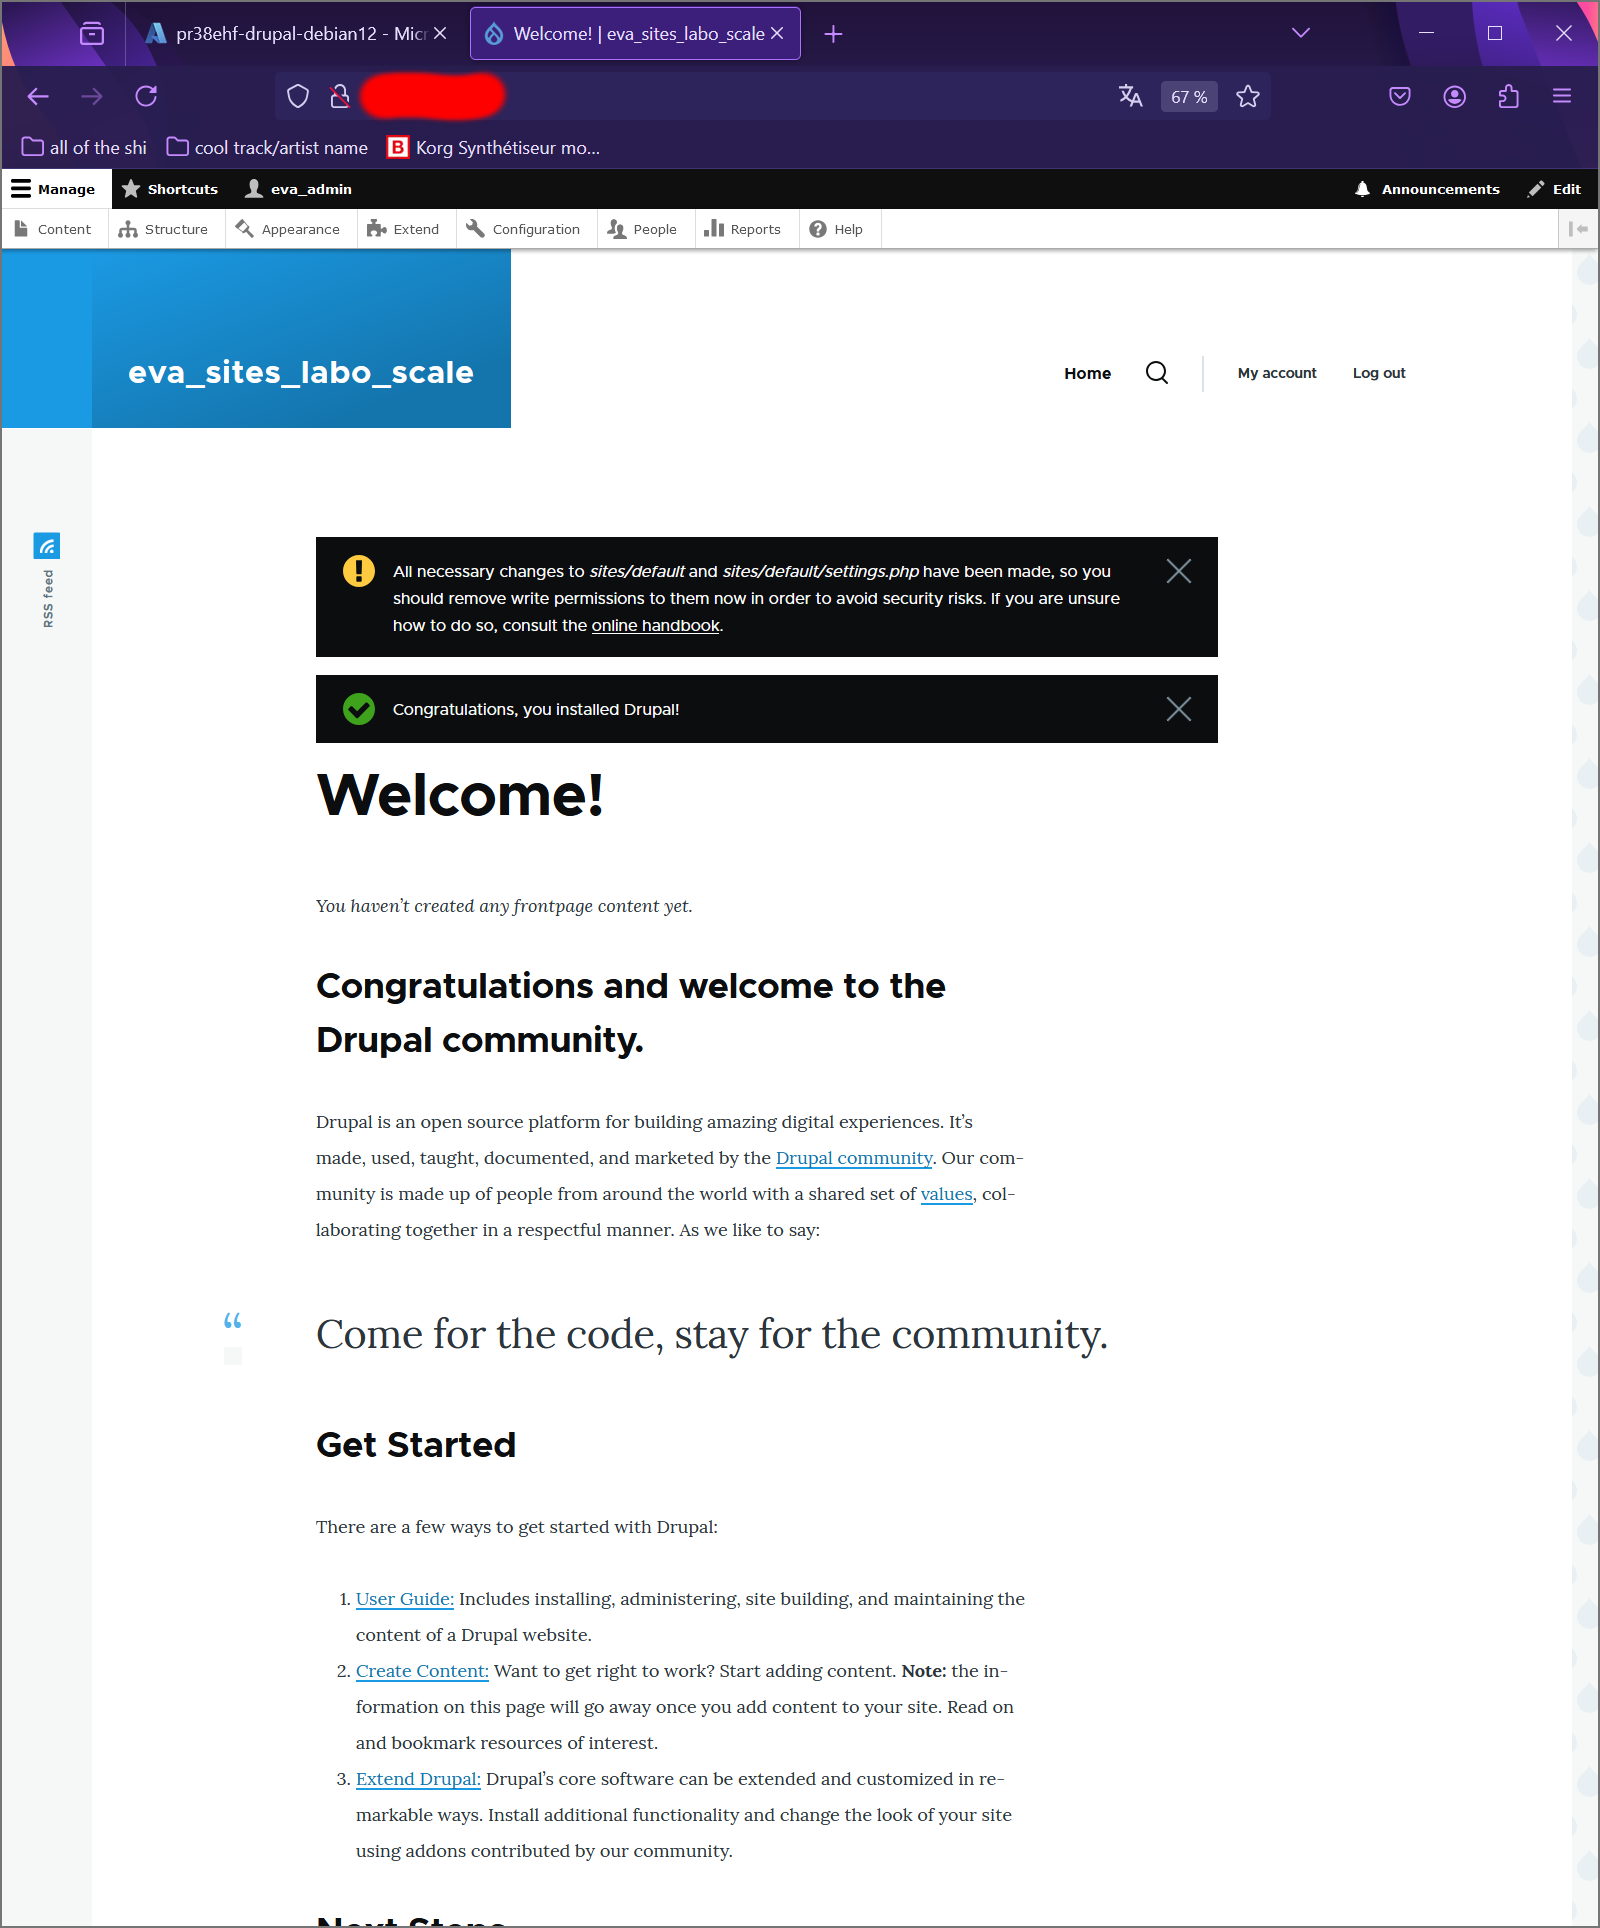 pr38ehf-drupal-debian12 - Micr
Welcome! | eva_sites_labo_scale
67 %
all of the shi
cool track/artist name
Korg Synthétiseur mo...
Manage
Shortcuts
eva_admin
Announcements
Edit
Content
Structure
Appearance
Extend
Configuration
People
Reports
Help
eva_sites_labo_scale
Home
My account
Log out
RSS feed
All necessary changes to sites/default and sites/default/settings.php have been made, so you
should remove write permissions to them now in order to avoid security risks. If you are unsure
how to do so, consult the online handbook.
Congratulations, you installed Drupal!
Welcome!
You haven’t created any frontpage content yet.
Congratulations and welcome to the
Drupal community.
Drupal is an open source platform for building amazing digital experiences. It’s
made, used, taught, documented, and marketed by the Drupal community. Our com-
munity is made up of people from around the world with a shared set of values, col-
laborating together in a respectful manner. As we like to say:
“
Come for the code, stay for the community.
Get Started
There are a few ways to get started with Drupal:
1. User Guide: Includes installing, administering, site building, and maintaining the
content of a Drupal website.
2. Create Content: Want to get right to work? Start adding content. Note: the in-
formation on this page will go away once you add content to your site. Read on
and bookmark resources of interest.
3. Extend Drupal: Drupal’s core software can be extended and customized in re-
markable ways. Install additional functionality and change the look of your site
using addons contributed by our community.
Next Steps